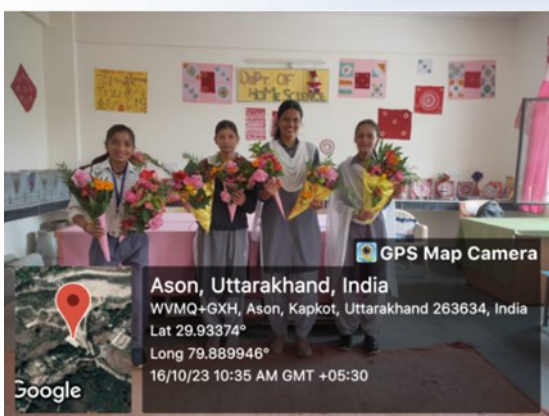 DEPT. OF
HOME SCIENCE
GPS Map Camera
Ason, Uttarakhand, India
WVMQ+GXH, Ason, Kapkot, Uttarakhand 263634, India
Lat 29.93374°
Long 79.889946°
16/10/23 10:35 AM GMT +05:30
Google